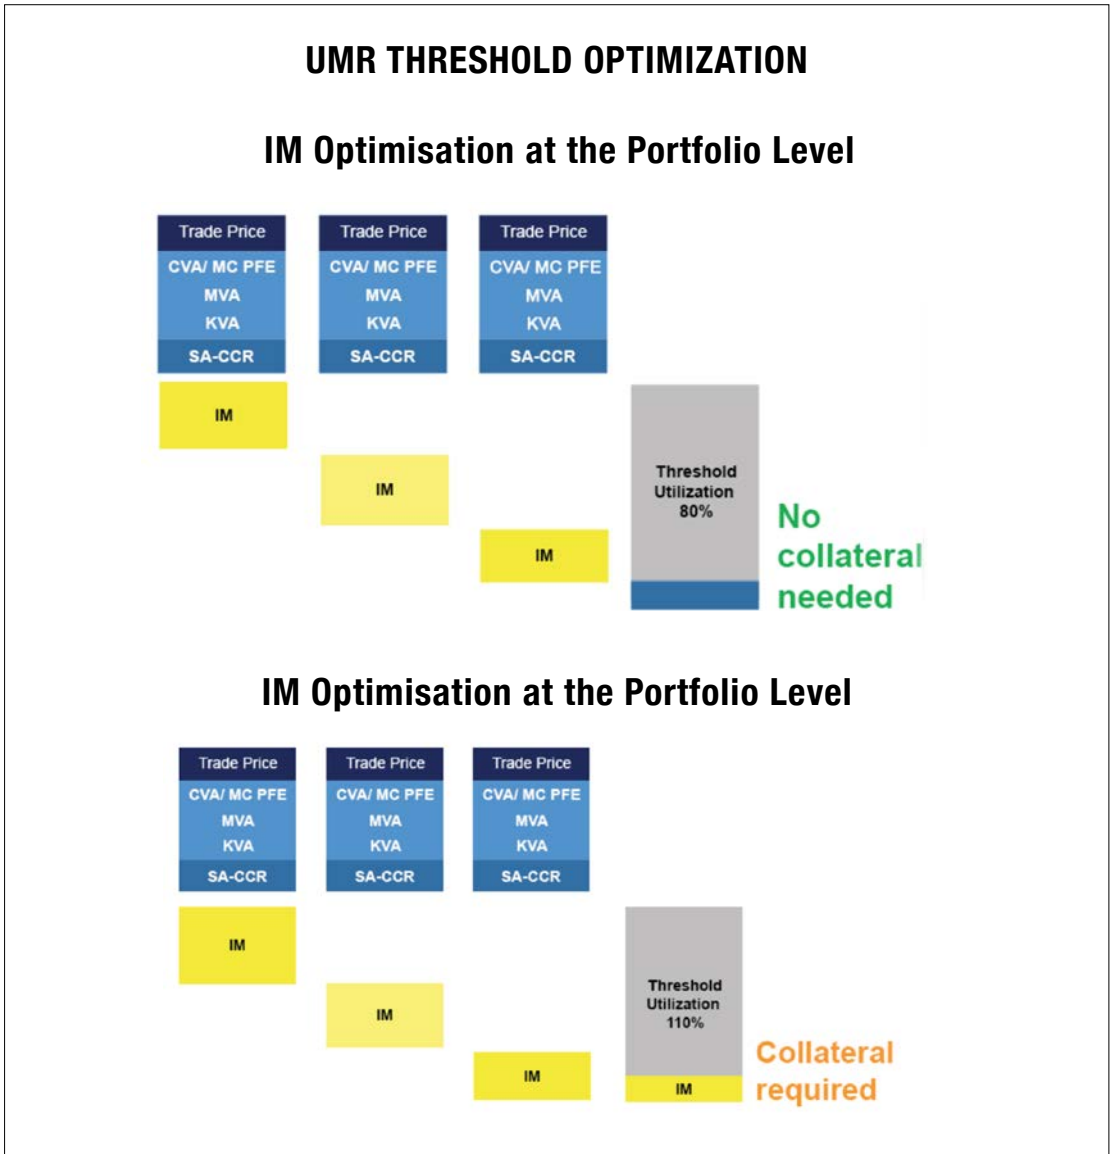 UMR THRESHOLD OPTIMIZATION
IM Optimisation at the Portfolio Level
Trade Price
CVA/ MC PFE
MVA
KVA
SA-CCR
Trade Price
CVA/ MC PFE
MVA
KVA
SA-CCR
Trade Price
CVA/ MC PFE
MVA
KVA
SA-CCR
IM
IM
IM
Threshold
Utilization
80%
No
collateral
needed
IM Optimisation at the Portfolio Level
Trade Price
CVA/ MC PFE
MVA
KVA
SA-CCR
Trade Price
CVA/ MC PFE
MVA
KVA
SA-CCR
Trade Price
CVA/ MC PFE
MVA
KVA
SA-CCR
IM
IM
IM
Threshold
Utilization
110%
IM
Collateral
required